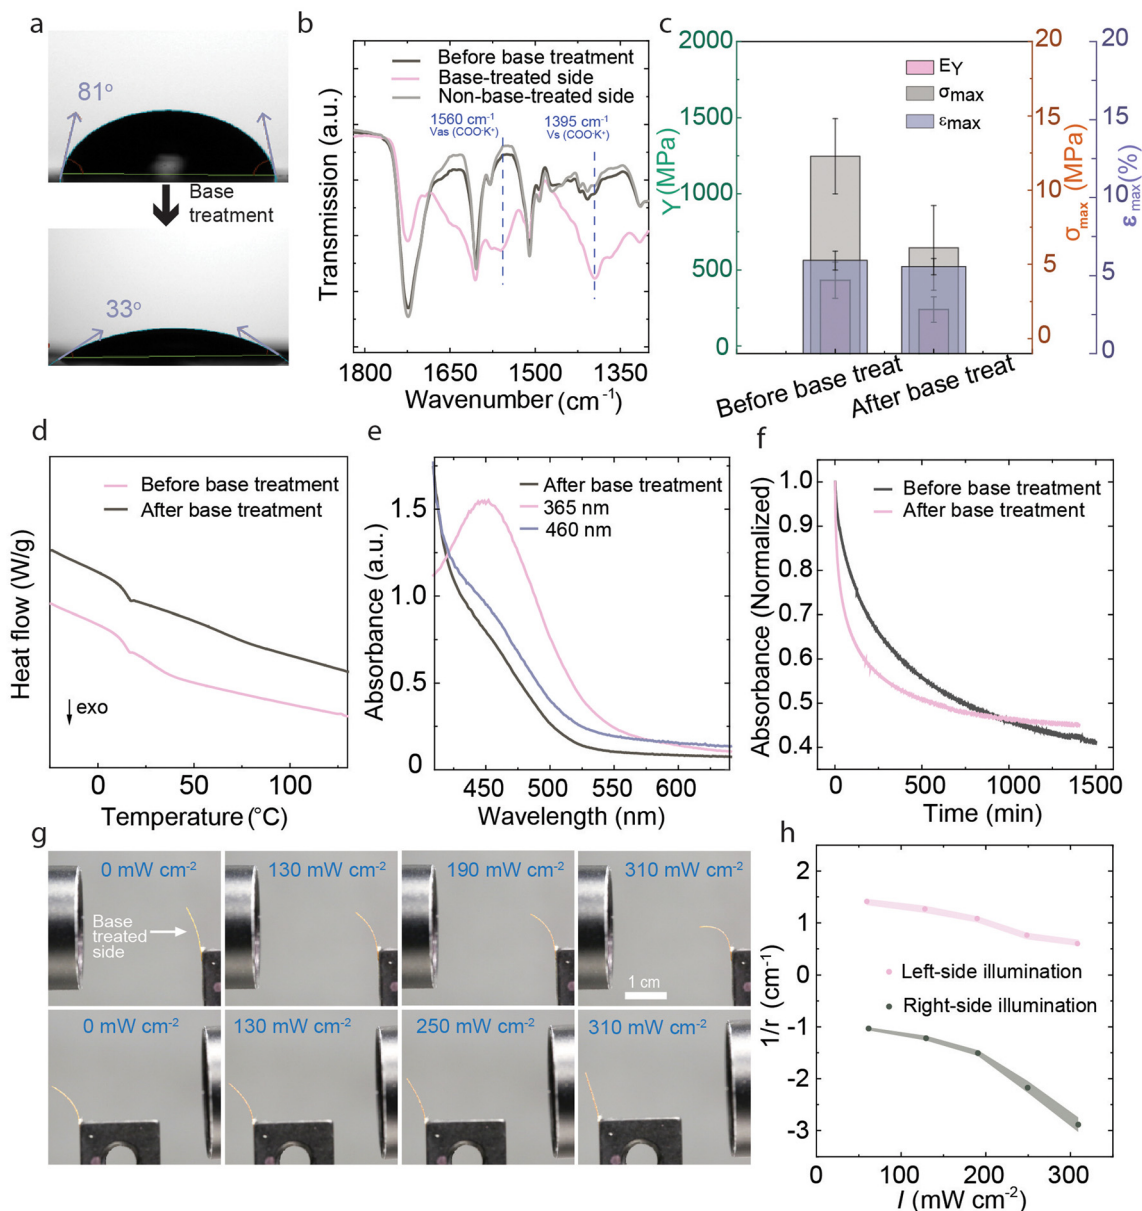 a
81°
Base
treatment
33°
b
Before base treatment
Base-treated side
Non-base-treated side
1560 cm-1
Vas (COO-K+)
1395 cm-1
Vs (COO-K+)
Transmission (a.u.)
1800 1650 1500 1350
Wavenumber (cm-1)
c
2000
1500
1000
500
0
Y (MPa)
EY
σmax
εmax
20
15
10
5
0
σmax (MPa)
20
15
10
5
0
εmax(%)
Before base treat
After base treat
d
Before base treatment
After base treatment
Heat flow (W/g)
exo
0 50 100
Temperature (°C)
e
After base treatment
365 nm
460 nm
1.5
1.0
0.5
0
Absorbance (a.u.)
450 500 550 600
Wavelength (nm)
f
Before base treatment
After base treatment
1.0
0.9
0.8
0.7
0.6
0.5
0.4
Absorbance (Normalized)
0 500 1000 1500
Time (min)
g
0 mW cm-2
130 mW cm-2
190 mW cm-2
310 mW cm-2
Base
treated
side
1 cm
0 mW cm-2
130 mW cm-2
250 mW cm-2
310 mW cm-2
h
2
1
0
-1
-2
-3
1/r (cm-1)
Left-side illumination
Right-side illumination
0 100 200 300
I (mW cm-2)